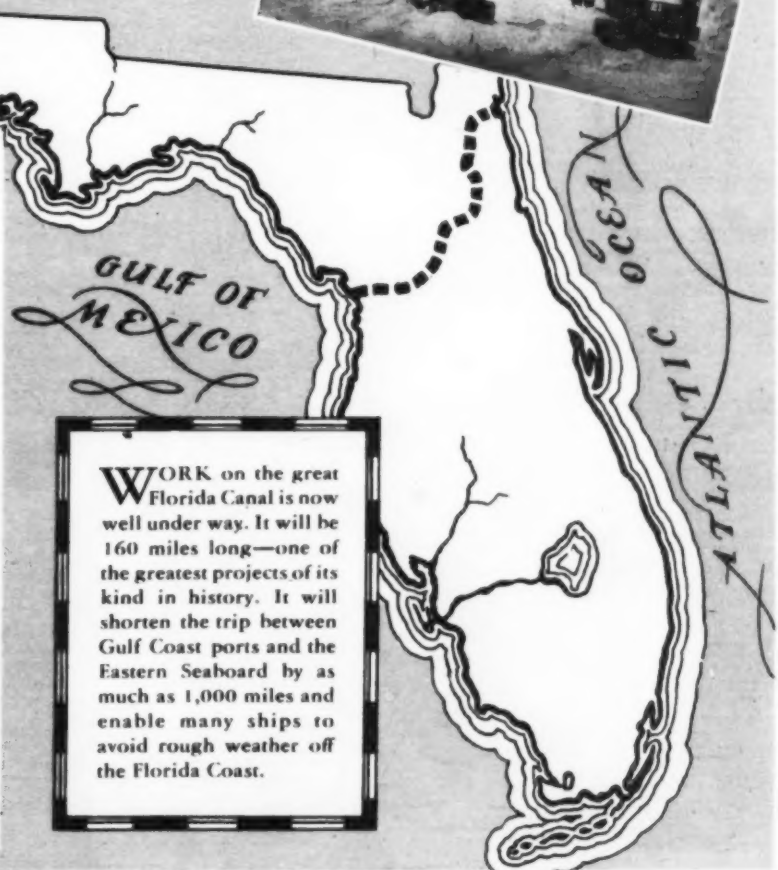 GULF OF
MEXICO
ATLANTIC OCEAN
WORK on the great
Florida Canal is now
well under way. It will be
160 miles long—one of
the greatest projects of its
kind in history. It will
shorten the trip between
Gulf Coast ports and the
Eastern Seaboard by as
much as 1,000 miles and
enable many ships to
avoid rough weather off
the Florida Coast.